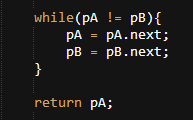 while(pA != pB){
    pA = pA.next;
    pB = pB.next;
}
return pA;